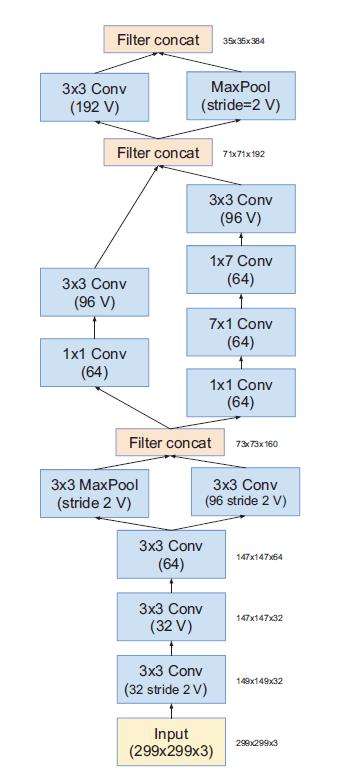 Filter concat
35x35x384
3x3 Conv
(192 V)
MaxPool
(stride=2 V)
Filter concat
71x71x192
3x3 Conv
(96 V)
1x7 Conv
(64)
3x3 Conv
(96 V)
7x1 Conv
(64)
1x1 Conv
(64)
1x1 Conv
(64)
Filter concat
73x73x160
3x3 MaxPool
(stride 2 V)
3x3 Conv
(96 stride 2 V)
3x3 Conv
(64)
147x147x64
3x3 Conv
(32 V)
147x147x32
3x3 Conv
(32 stride 2 V)
149x149x32
Input
(299x299x3)
299x299x3